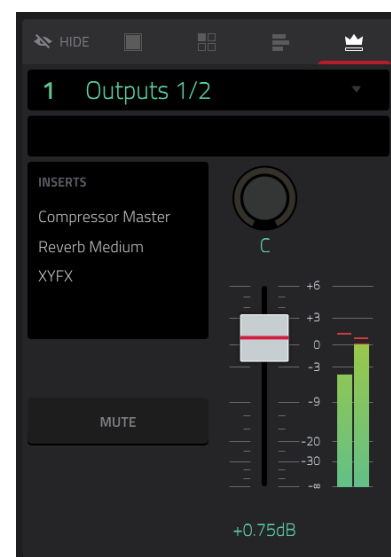 HIDE
1 Outputs 1/2
INSERTS
Compressor Master
Reverb Medium
XYFX
C
+6
+3
0
-3
-9
-20
-30
-∞
MUTE
+0.75dB